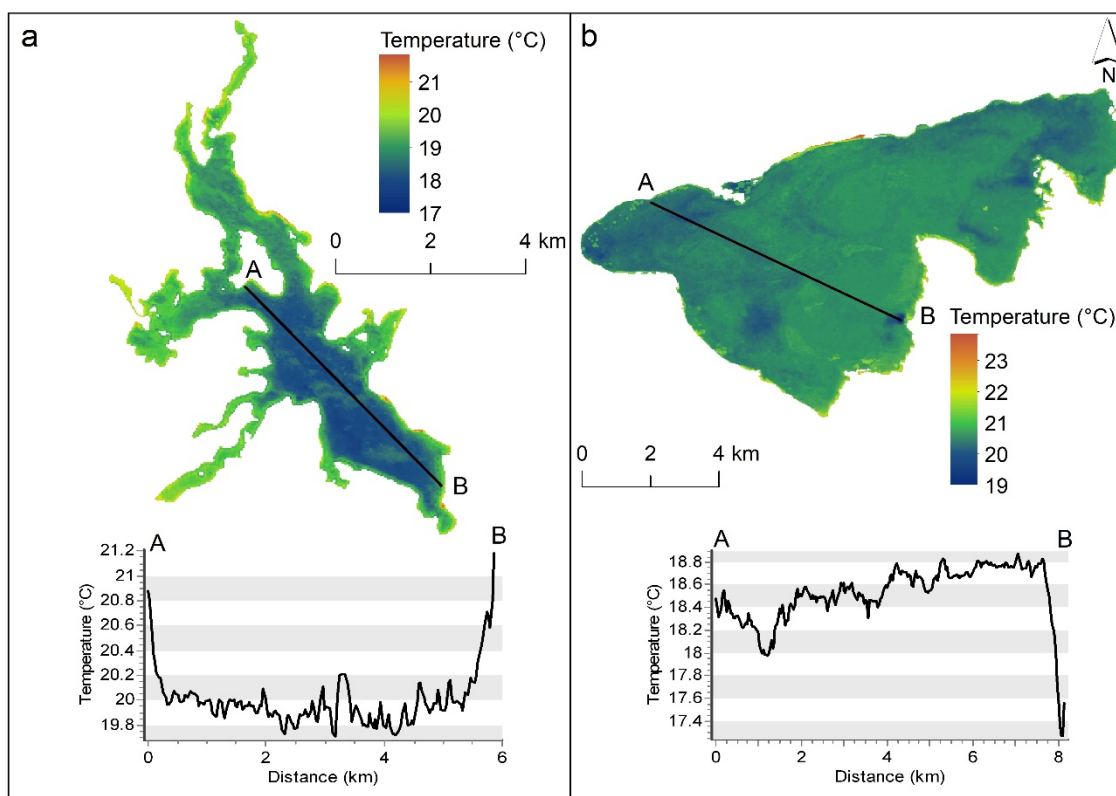 a
Temperature (°C)
21
20
19
18
17
0 2 4 km
A
B
A B
21.2
21
20.8
20.6
20.4
20.2
20
19.8
Temperature (°C)
0 2 4 6
Distance (km)
b
N
A
B
Temperature (°C)
23
22
21
20
19
0 2 4 km
A B
18.8
18.6
18.4
18.2
18
17.8
17.6
17.4
Temperature (°C)
0 2 4 6 8
Distance (km)